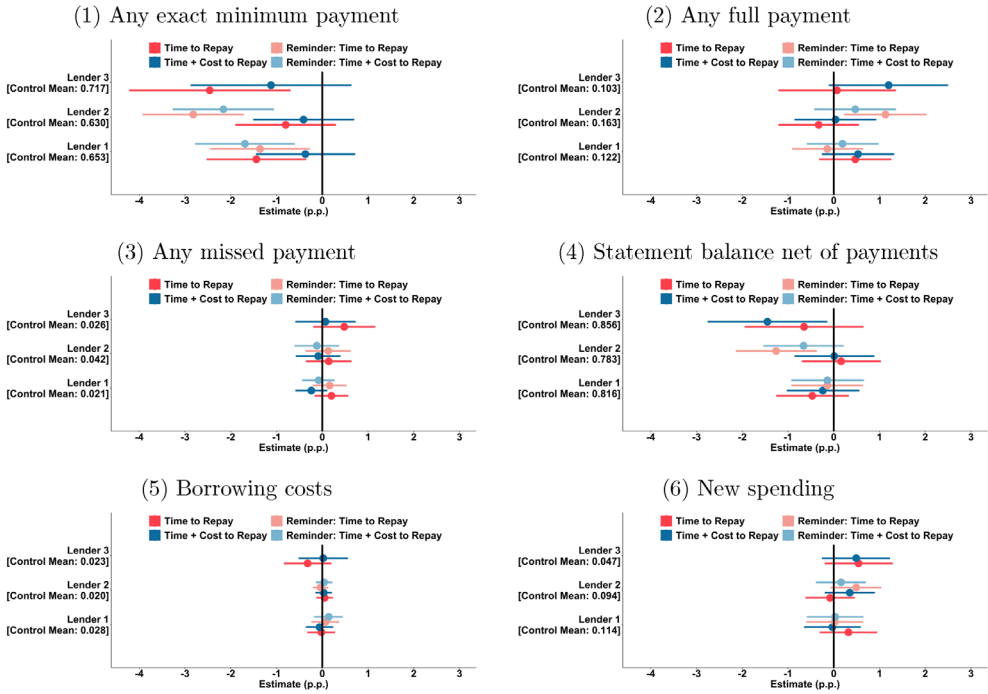 (1) Any exact minimum payment
Time to Repay
Reminder: Time to Repay
Time + Cost to Repay
Reminder: Time + Cost to Repay
Lender 3
[Control Mean: 0.717]
Lender 2
[Control Mean: 0.630]
Lender 1
[Control Mean: 0.653]
-4 -3 -2 -1 0 1 2 3
Estimate (p.p.)
(2) Any full payment
Time to Repay
Reminder: Time to Repay
Time + Cost to Repay
Reminder: Time + Cost to Repay
Lender 3
[Control Mean: 0.103]
Lender 2
[Control Mean: 0.163]
Lender 1
[Control Mean: 0.122]
-4 -3 -2 -1 0 1 2 3
Estimate (p.p.)
(3) Any missed payment
Time to Repay
Reminder: Time to Repay
Time + Cost to Repay
Reminder: Time + Cost to Repay
Lender 3
[Control Mean: 0.026]
Lender 2
[Control Mean: 0.042]
Lender 1
[Control Mean: 0.021]
-4 -3 -2 -1 0 1 2 3
Estimate (p.p.)
(4) Statement balance net of payments
Time to Repay
Reminder: Time to Repay
Time + Cost to Repay
Reminder: Time + Cost to Repay
Lender 3
[Control Mean: 0.856]
Lender 2
[Control Mean: 0.783]
Lender 1
[Control Mean: 0.816]
-4 -3 -2 -1 0 1 2 3
Estimate (p.p.)
(5) Borrowing costs
Time to Repay
Reminder: Time to Repay
Time + Cost to Repay
Reminder: Time + Cost to Repay
Lender 3
[Control Mean: 0.023]
Lender 2
[Control Mean: 0.020]
Lender 1
[Control Mean: 0.028]
-4 -3 -2 -1 0 1 2 3
Estimate (p.p.)
(6) New spending
Time to Repay
Reminder: Time to Repay
Time + Cost to Repay
Reminder: Time + Cost to Repay
Lender 3
[Control Mean: 0.047]
Lender 2
[Control Mean: 0.094]
Lender 1
[Control Mean: 0.114]
-4 -3 -2 -1 0 1 2 3
Estimate (p.p.)